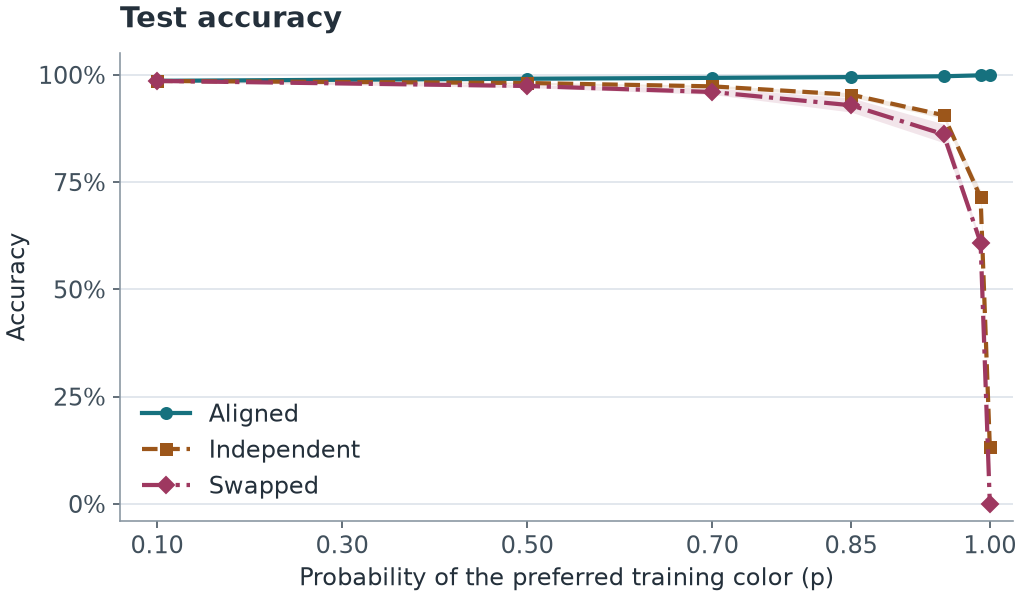 Test accuracy
100%
75%
50%
25%
0%
Accuracy
Aligned
Independent
Swapped
0.10 0.30 0.50 0.70 0.85 1.00
Probability of the preferred training color (p)